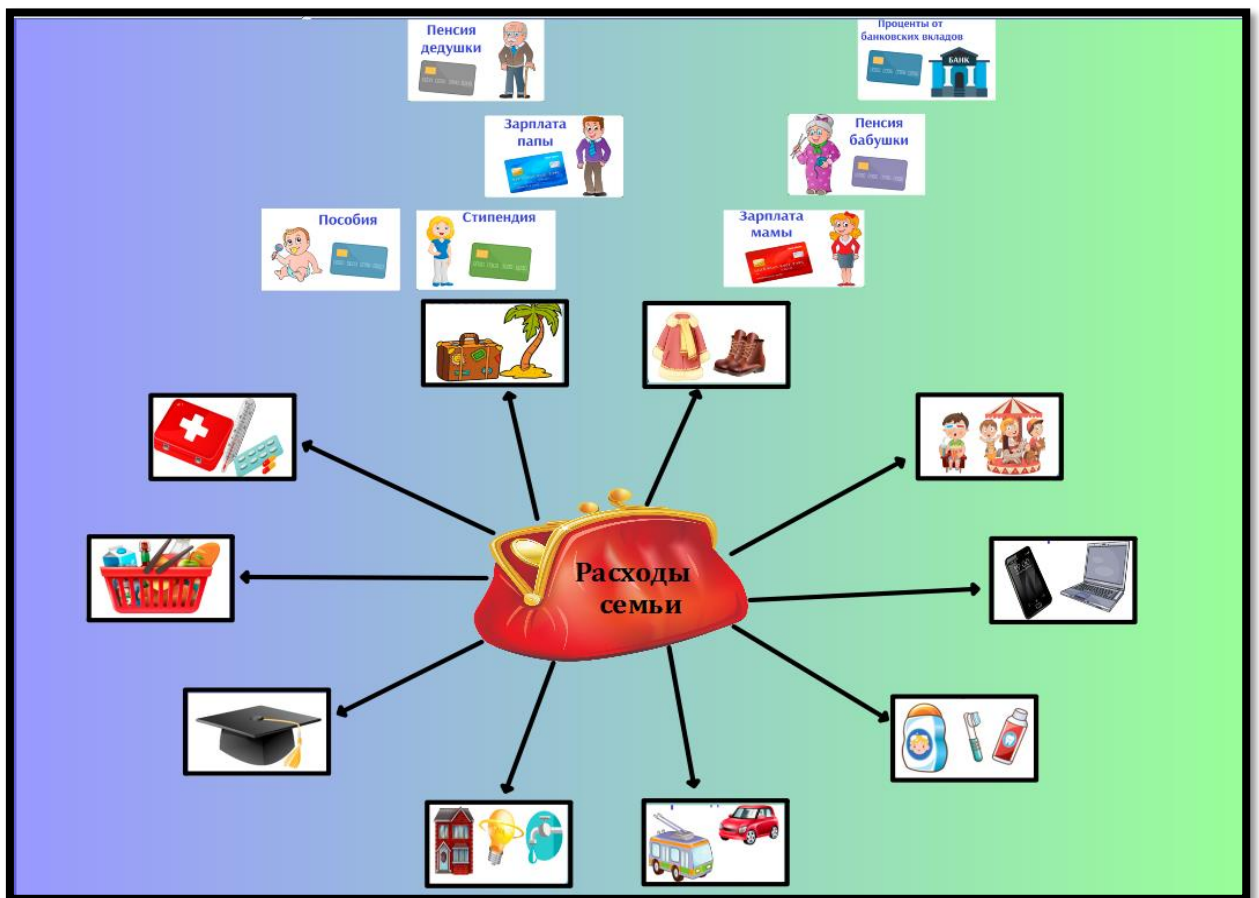 Пенсия
дедушки
Проценты от
банковских вкладов
БАНК
Зарплата
папы
Пенсия
бабушки
Пособия
Стипендия
Зарплата
мамы
Расходы
семьи